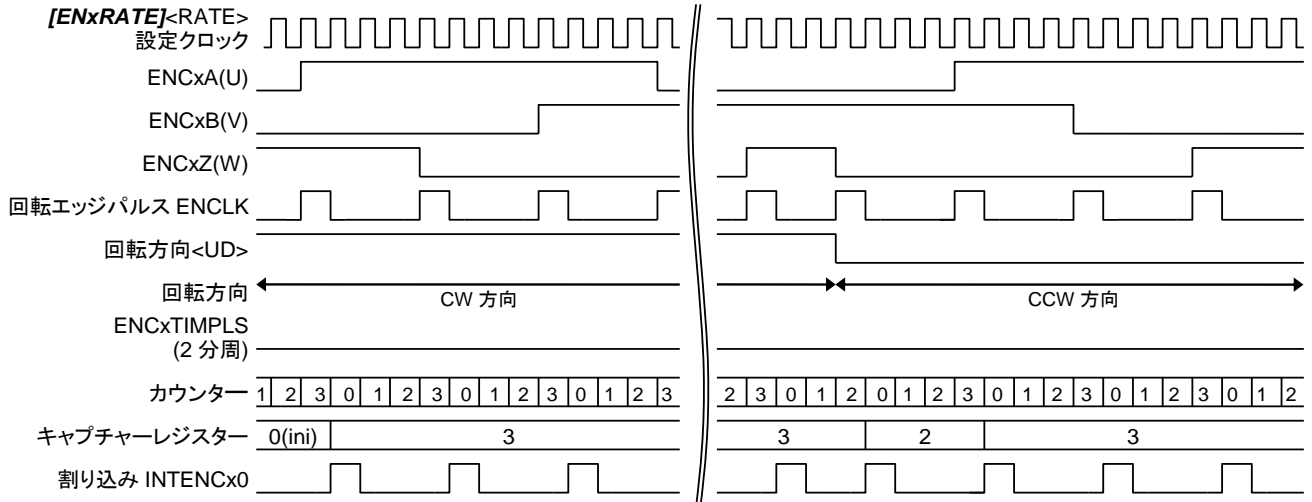 [ENxRATE]<RATE>
設定クロック
ENCxA(U)
ENCxB(V)
ENCxZ(W)
回転エッジパルス ENCLK
回転方向<UD>
回転方向 CW 方向 CCW 方向
ENCxTIMPLS
(2 分周)
カウンター 1 2 3 0 1 2 3 0 1 2 3 0 1 2 3 2 3 0 1 2 0 1 2 3 0 1 2 3 0 1 2 3 0 1 2
キャプチャーレジスター 0(ini) 3 3 2 3
割り込み INTENCx0